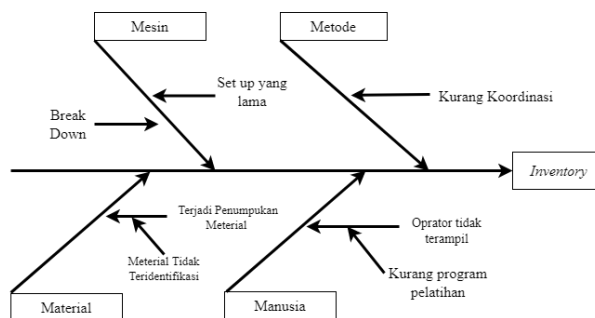 Mesin
Metode
Set up yang
lama
Kurang Koordinasi
Break
Down
Inventory
Terjadi Penumpukan
Meterial
Oprator tidak
terampil
Meterial Tidak
Teridentifikasi
Kurang program
pelatihan
Material
Manusia